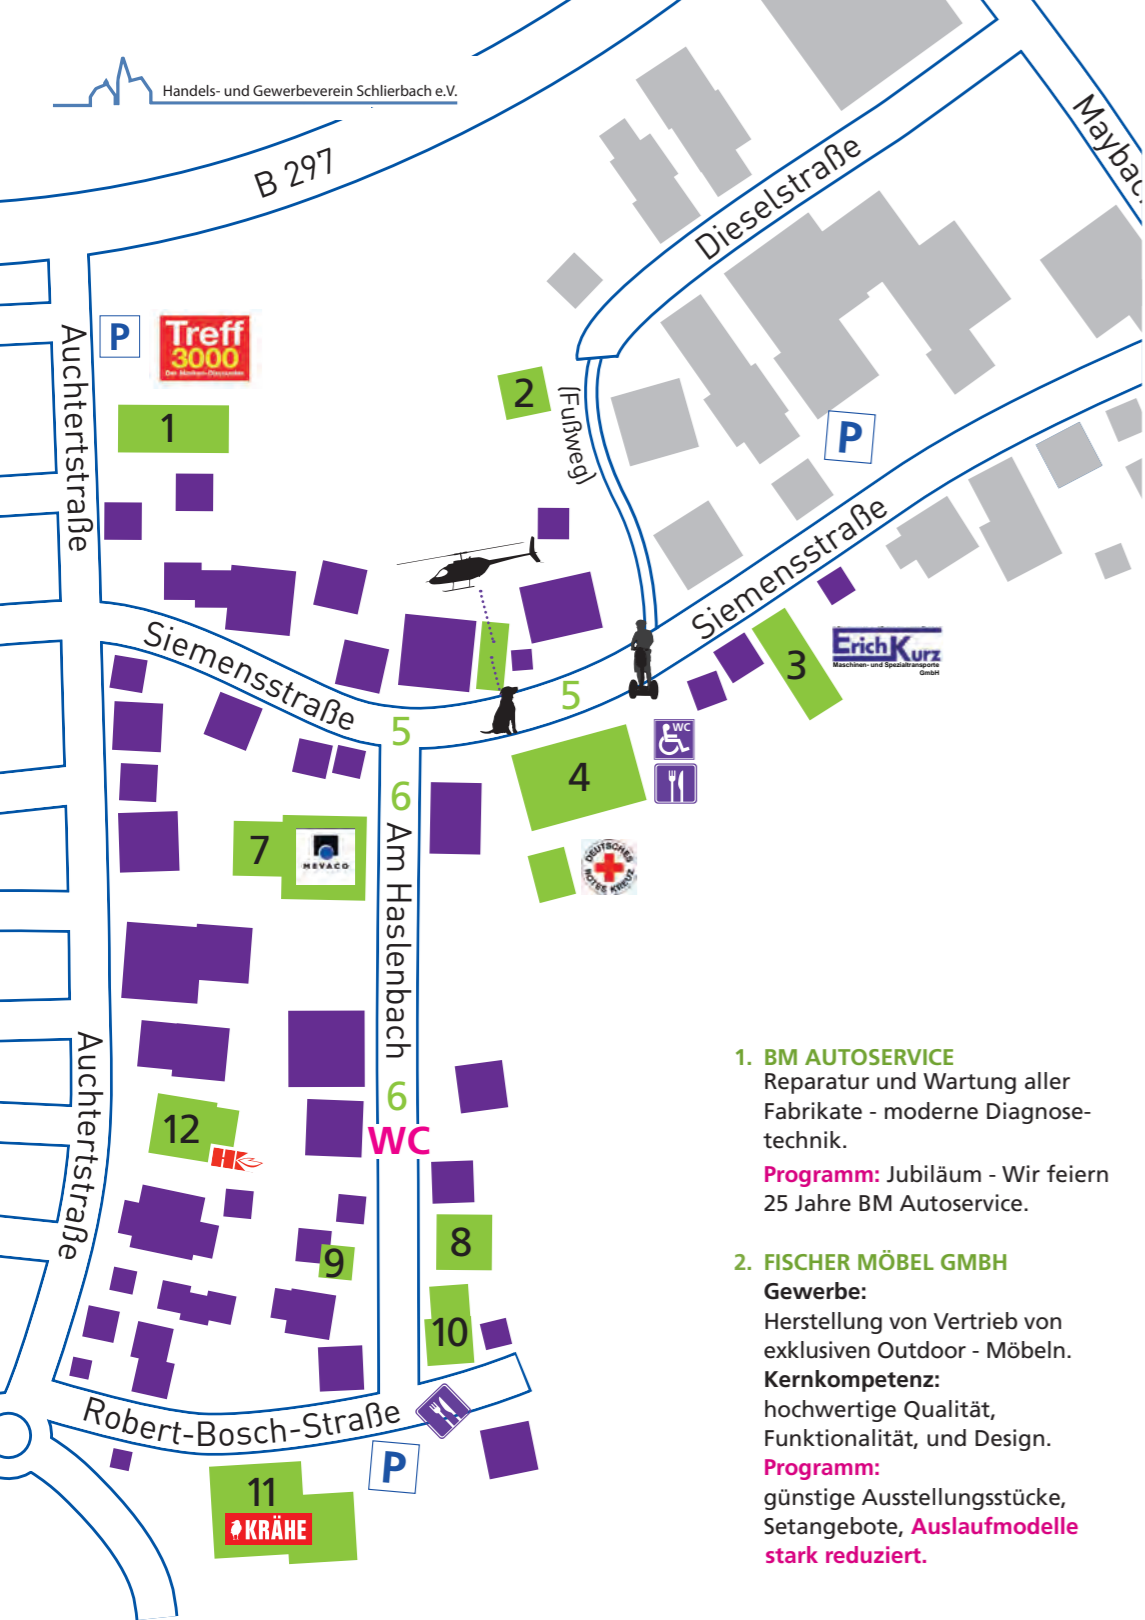 Handels- und Gewerbeverein Schlierbach e.V.
B 297
Dieselstraße
Auchtertstraße
P
Treff
3000
1
2
(Fußweg)
P
Siemensstraße
Siemensstraße
3
Erich Kurz
Maschinen- und Spezialtransporte
GmbH
5
5
WC
4
6
7
MEVACO
Am Haslenbach
DEUTSCHES
ROTES KREUZ
Auchtertstraße
6
WC
12
HK
8
9
10
Robert-Bosch-Straße
P
11
KRÄHE
1. BM AUTOSERVICE
Reparatur und Wartung aller
Fabrikate - moderne Diagnose-
technik.
Programm: Jubiläum - Wir feiern
25 Jahre BM Autoservice.
2. FISCHER MÖBEL GMBH
Gewerbe:
Herstellung von Vertrieb von
exklusiven Outdoor - Möbeln.
Kernkompetenz:
hochwertige Qualität,
Funktionalität, und Design.
Programm:
günstige Ausstellungsstücke,
Setangebote, Auslaufmodelle
stark reduziert.